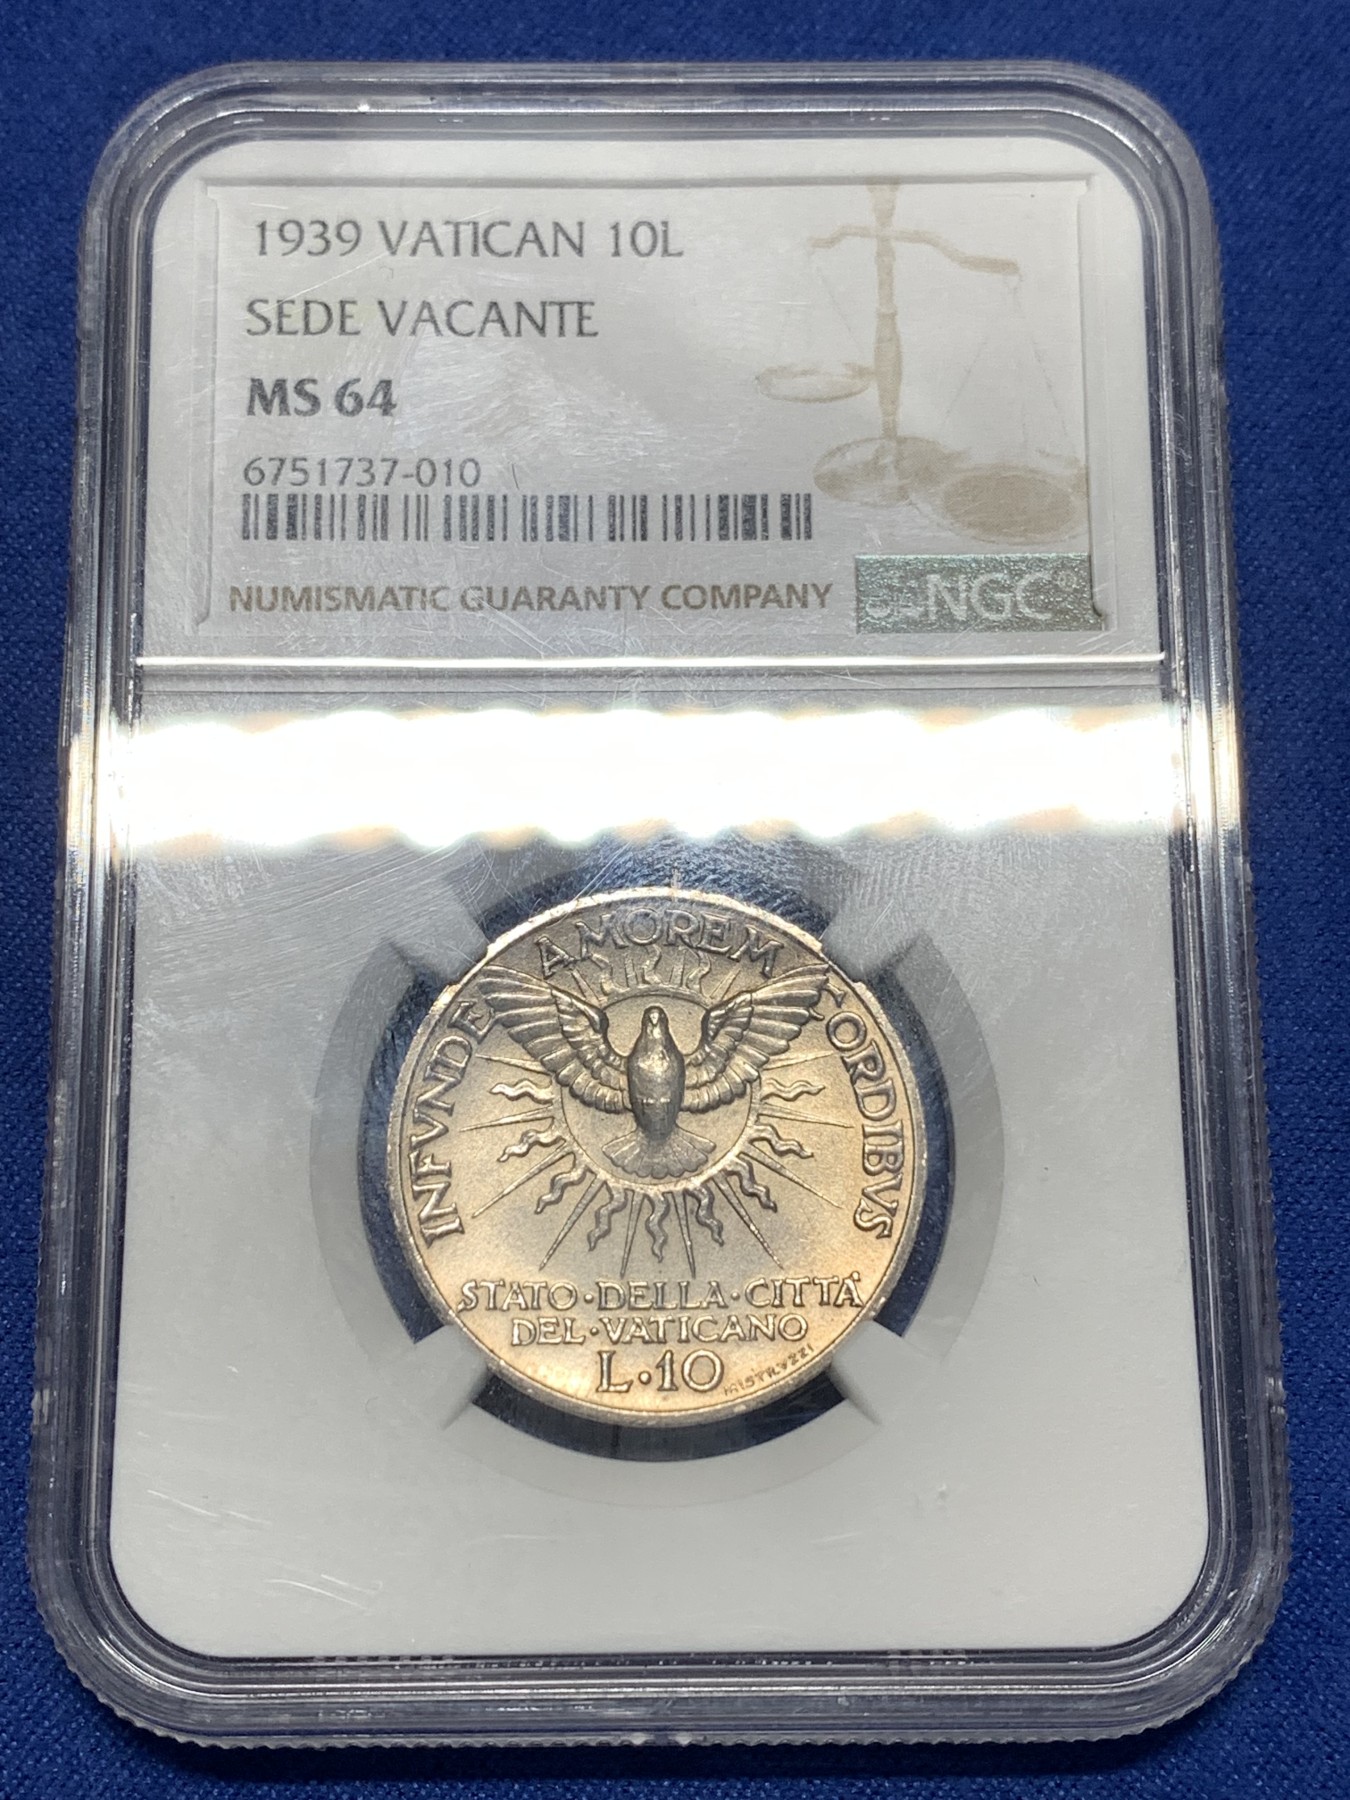 1939 VATICAN 10L
SEDE VACANTE
MS 64
6751737-010
NUMISMATIC GUARANTY COMPANY
NGC®
INFVNDE AMOREM CORDIBVS
STATO·DELLA·CITTÀ
DEL·VATICANO
L·10
MISTRVZZI